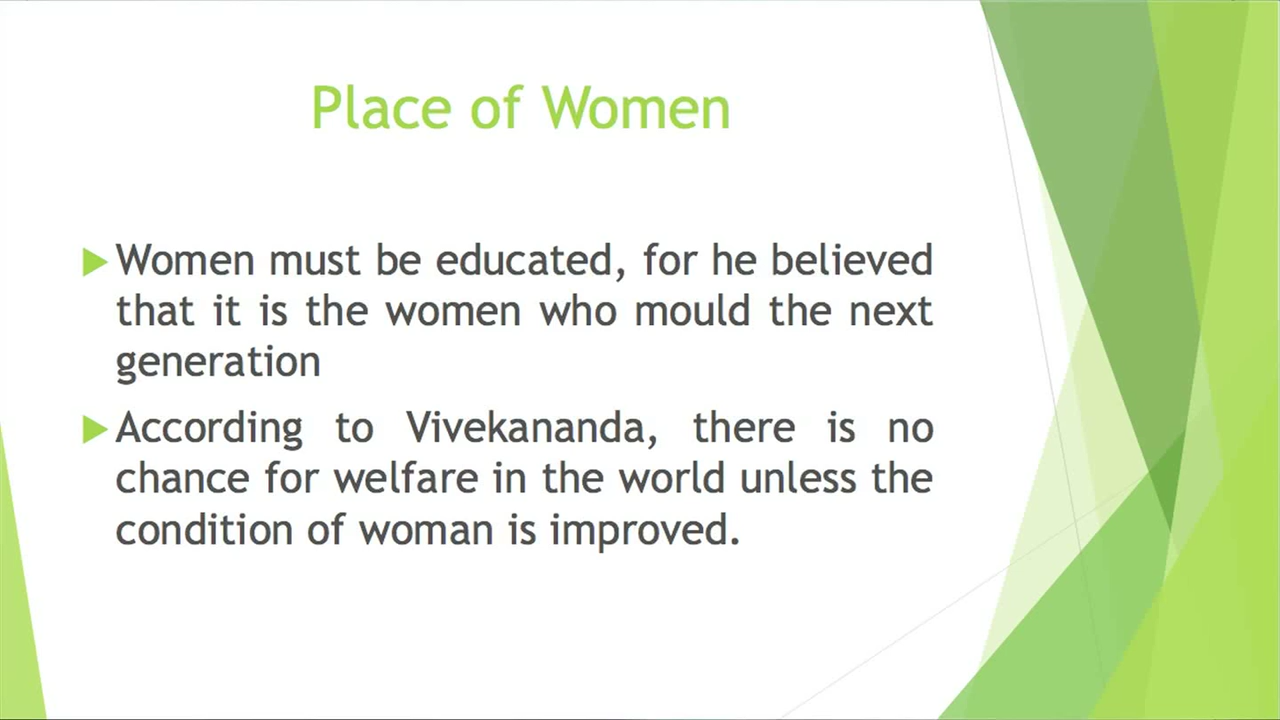 Place of Women
Women must be educated, for he believed
that it is the women who mould the next
generation
According to Vivekananda, there is no
chance for welfare in the world unless the
condition of woman is improved.